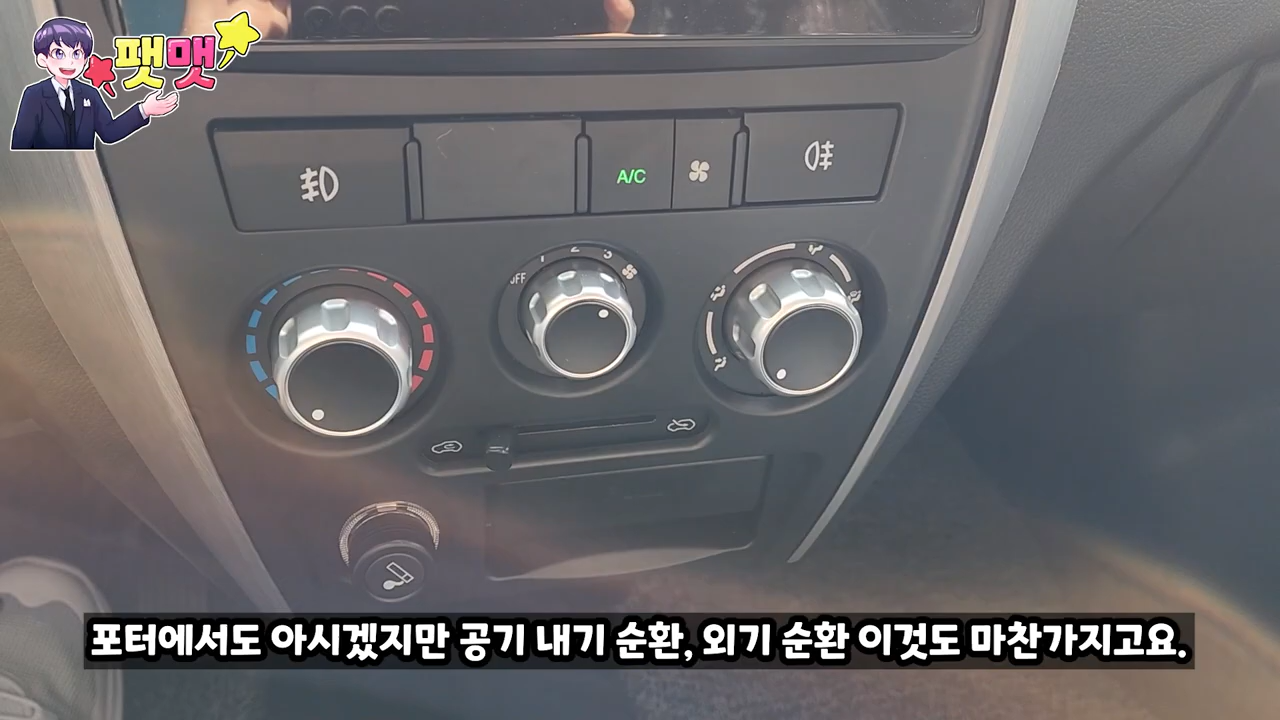 팻맷
A/C
OFF 1 2 3
포터에서도 아시겠지만 공기 내기 순환, 외기 순환 이것도 마찬가지고요.